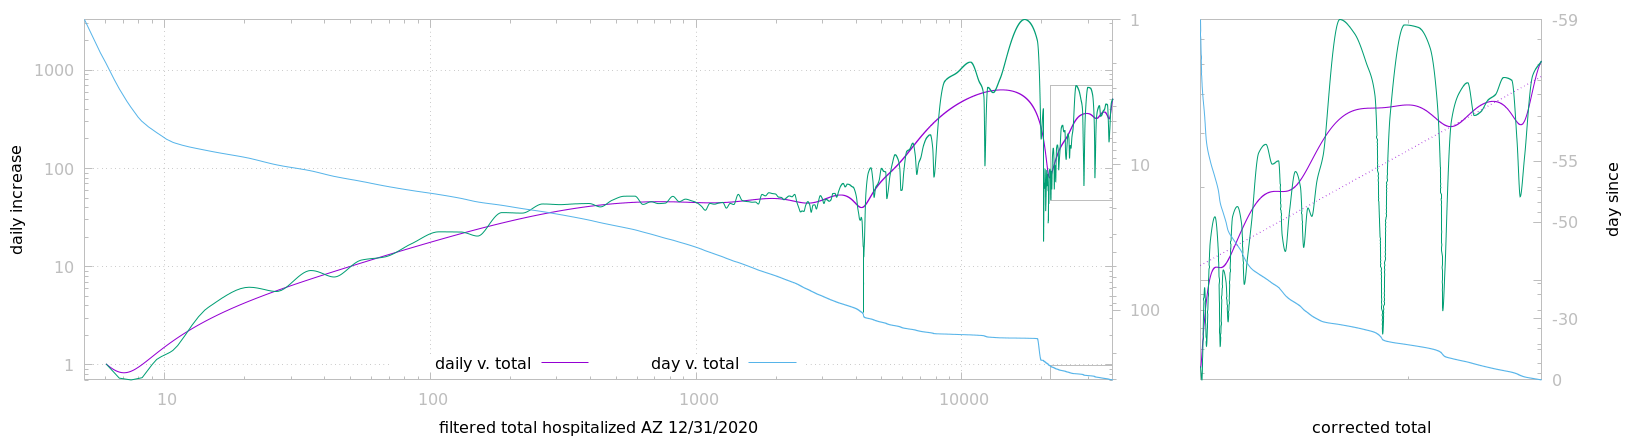 daily increase
1000
100
10
1
10
100
1000
10000
1
10
100
daily v. total
day v. total
filtered total hospitalized AZ 12/31/2020
-59
-55
-50
-30
0
day since
corrected total